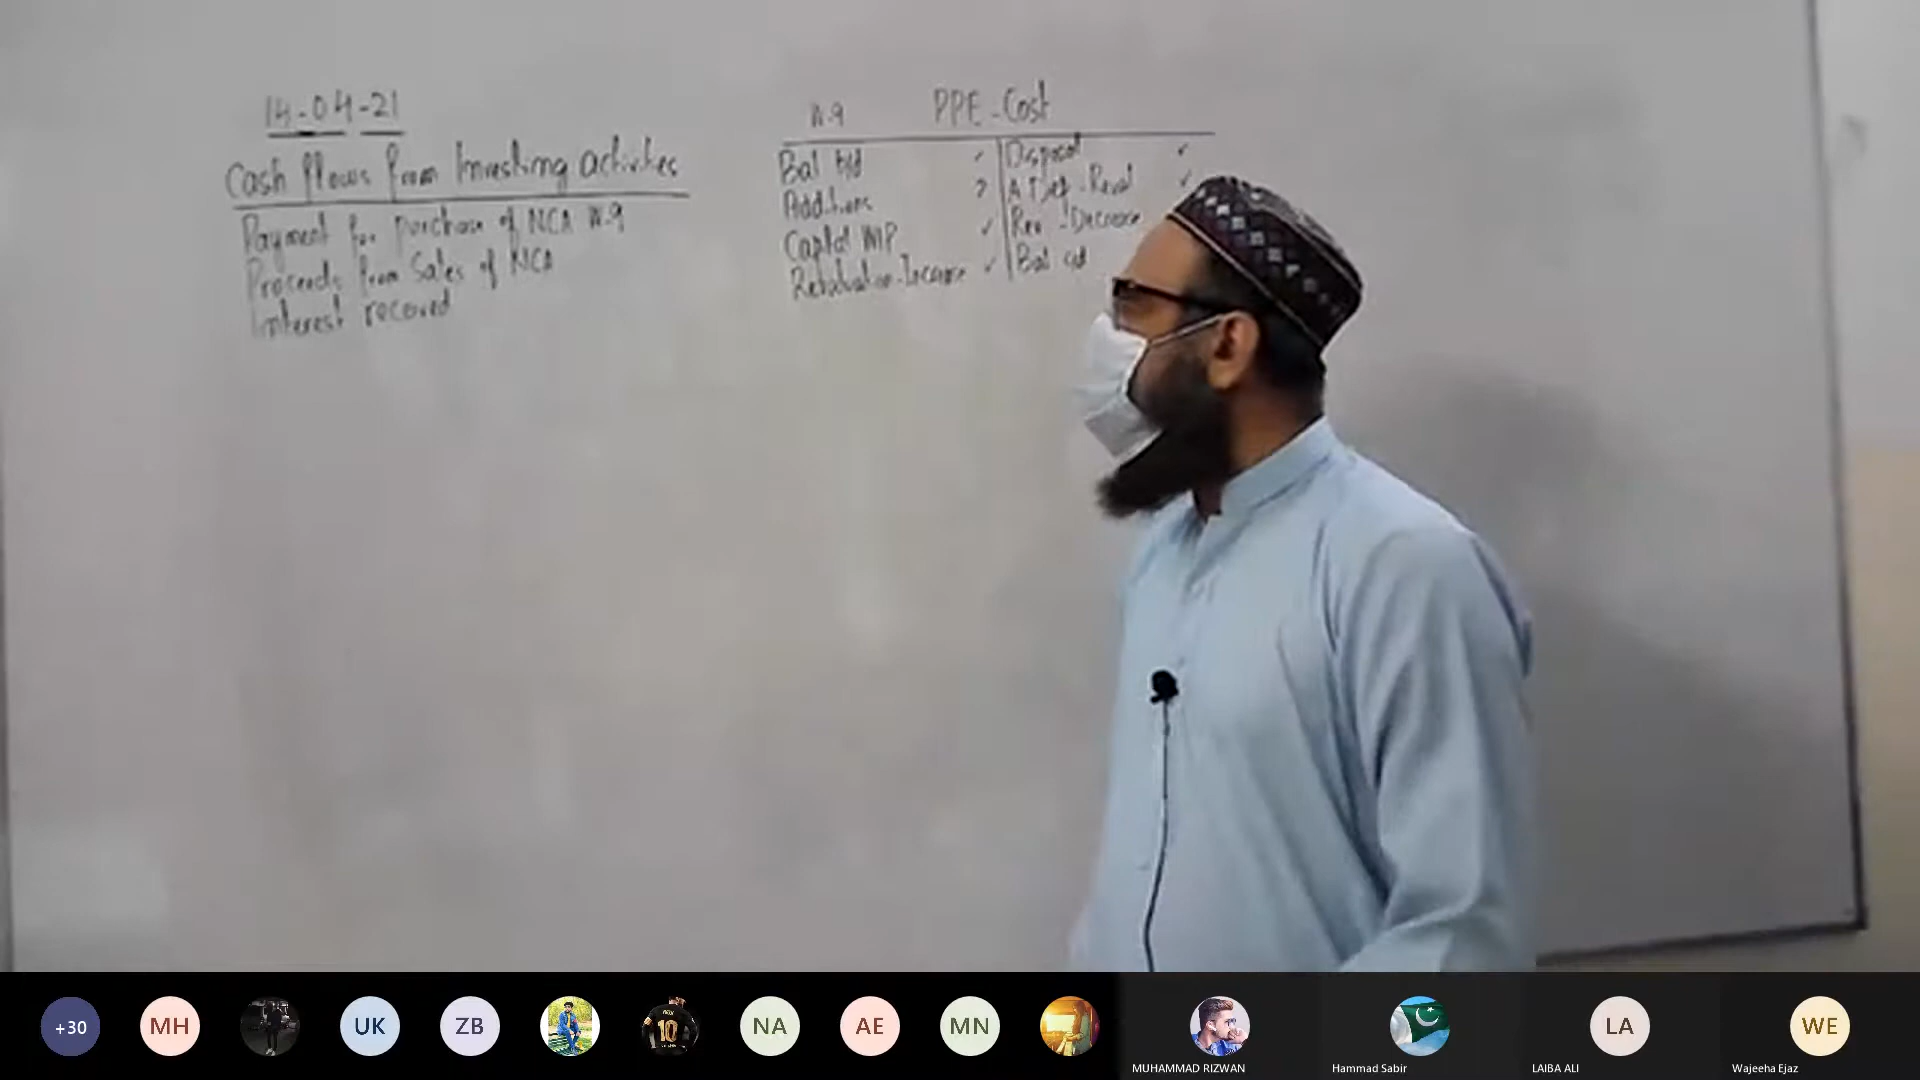 14-04-21
Cash flows from Investing activities
Payment for purchase of NCA W.9
Proceeds from Sales of NCA
Interest received
W.9 PPE-Cost
Bal b/d ✓ Disposal ✓
Additions ? A Dep - Reval ✓
Capital WIP ✓ Rev - Decrease
Revaluation-Increase ✓ Bal c/d
+30 MH UK ZB 10 NA AE MN LA WE
MUHAMMAD RIZWAN Hammad Sabir LAIBA ALI Wajeeha Ejaz